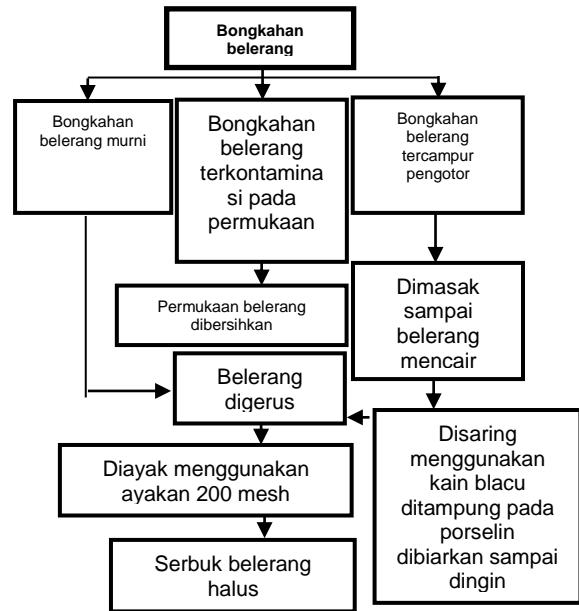 Bongkahan
belerang
Bongkahan
belerang murni
Bongkahan
belerang
terkontamina
si pada
permukaan
Bongkahan
belerang
tercampur
pengotor
Permukaan belerang
dibersihkan
Dimasak
sampai
belerang
mencair
Belerang
digerus
Disaring
menggunakan
kain blacu
ditampung pada
porselin
dibiarkan sampai
dingin
Diayak menggunakan
ayakan 200 mesh
Serbuk belerang
halus